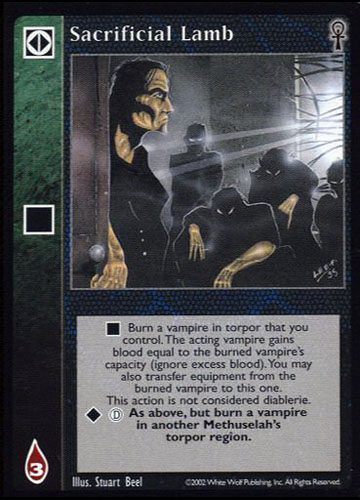 Sacrificial Lamb
Burn a vampire in torpor that you
control. The acting vampire gains
blood equal to the burned vampire's
capacity (ignore excess blood). You may
also transfer equipment from the
burned vampire to this one.
This action is not considered diablerie.
D As above, but burn a vampire
in another Methuselah's
torpor region.
3
Illus. Stuart Beel
©2002 White Wolf Publishing, Inc. All Rights Reserved.